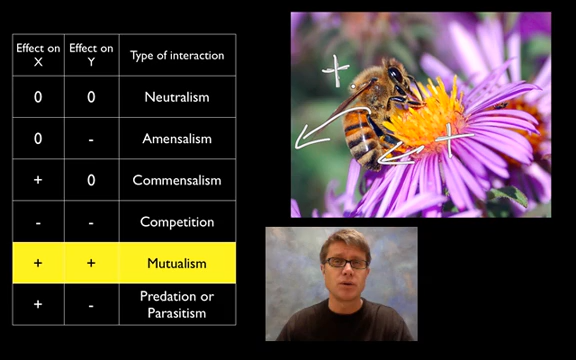 Effect on X Effect on Y Type of interaction
0 0 Neutralism
0 - Amensalism
+ 0 Commensalism
- - Competition
+ + Mutualism
+ - Predation or Parasitism
+
+